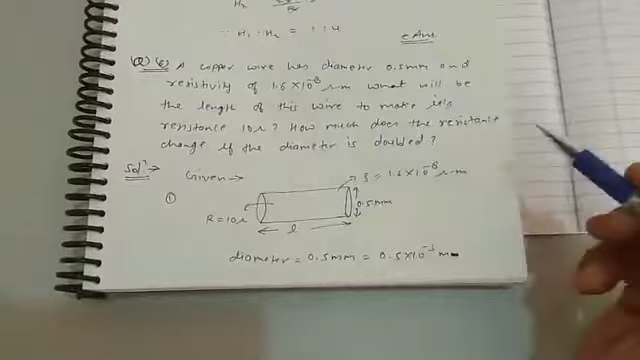 H₁ : H₂ = 1 : 4
Ans.
A copper wire has diameter 0.5mm and
resistivity of 1.6×10⁻⁸ Ωm what will be
the length of this wire to make its
resistance 10Ω? How much does the resistance
change if the diameter is doubled?
Solⁿ→ Given→
① ρ = 1.6×10⁻⁸ Ω-m
0.5mm
R = 10Ω
l
diameter = 0.5mm = 0.5×10⁻³ m